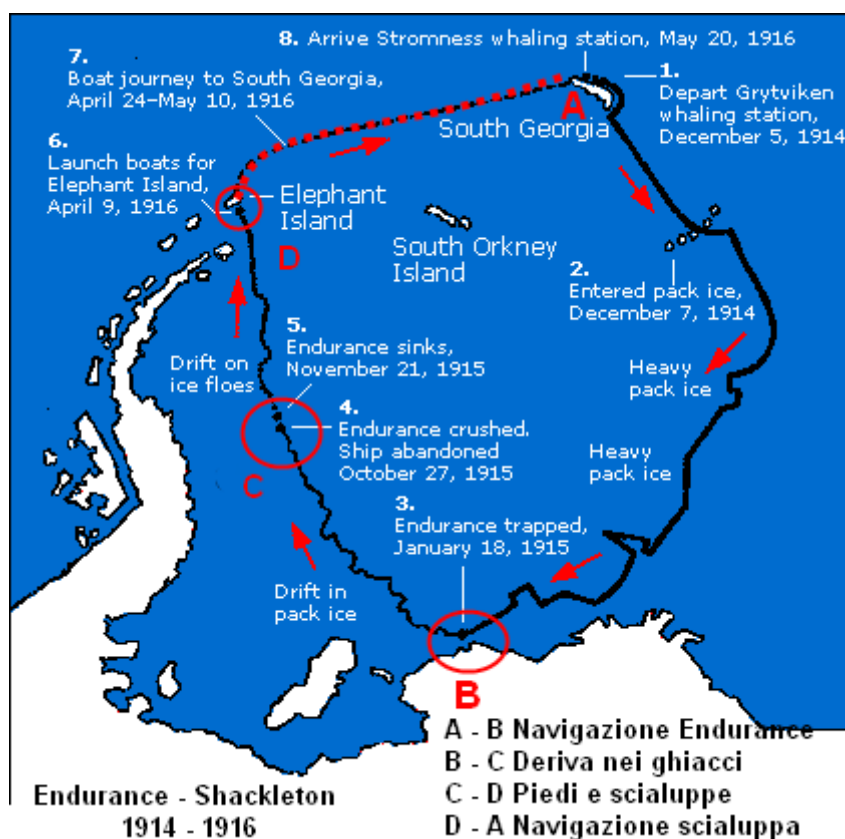 8. Arrive Stromness whaling station, May 20, 1916
7.
Boat journey to South Georgia,
April 24–May 10, 1916
1.
Depart Grytviken
whaling station,
December 5, 1914
A
South Georgia
6.
Launch boats for
Elephant Island,
April 9, 1916
Elephant
Island
D
South Orkney
Island
2.
Entered pack ice,
December 7, 1914
5.
Endurance sinks,
November 21, 1915
Drift on
ice floes
Heavy
pack ice
4.
Endurance crushed.
Ship abandoned
October 27, 1915
Heavy
pack ice
C
3.
Endurance trapped,
January 18, 1915
Drift in
pack ice
B
A - B Navigazione Endurance
B - C Deriva nei ghiacci
C - D Piedi e scialuppe
D - A Navigazione scialuppa
Endurance - Shackleton
1914 - 1916